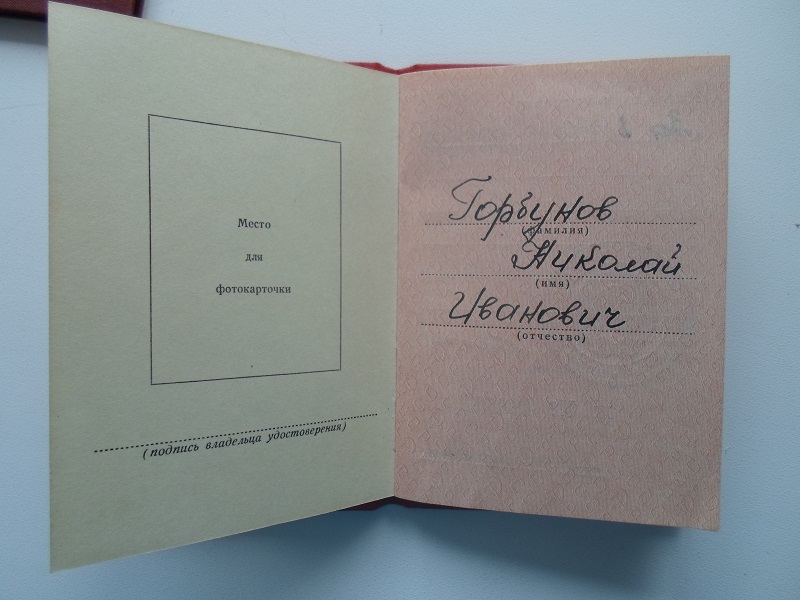 Место
для
фотокарточки
(подпись владельца удостоверения)
Горбунов
(фамилия)
Николай
(имя)
Иванович
(отчество)